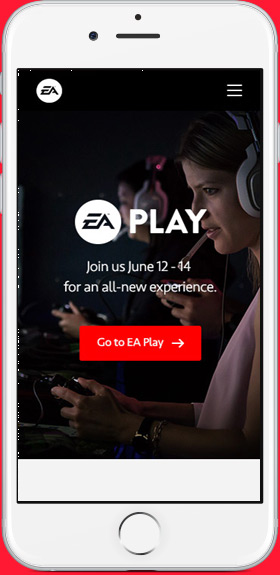 EA
EA PLAY
Join us June 12 - 14
for an all-new experience.
Go to EA Play →